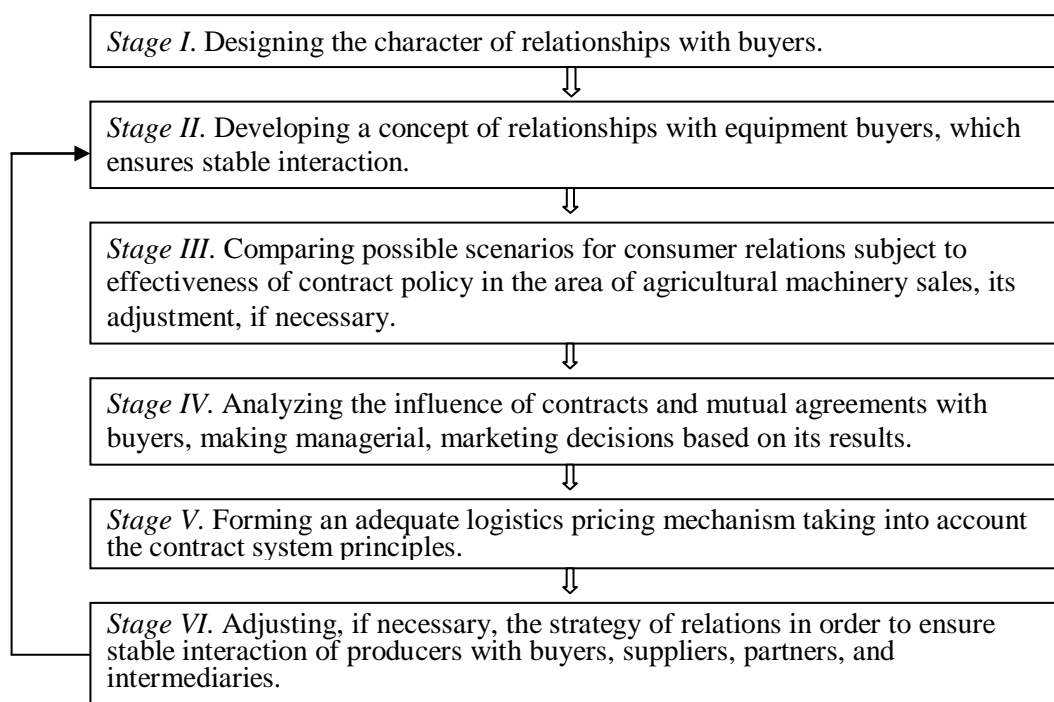 Stage I. Designing the character of relationships with buyers.
Stage II. Developing a concept of relationships with equipment buyers, which
ensures stable interaction.
Stage III. Comparing possible scenarios for consumer relations subject to
effectiveness of contract policy in the area of agricultural machinery sales, its
adjustment, if necessary.
Stage IV. Analyzing the influence of contracts and mutual agreements with
buyers, making managerial, marketing decisions based on its results.
Stage V. Forming an adequate logistics pricing mechanism taking into account
the contract system principles.
Stage VI. Adjusting, if necessary, the strategy of relations in order to ensure
stable interaction of producers with buyers, suppliers, partners, and
intermediaries.